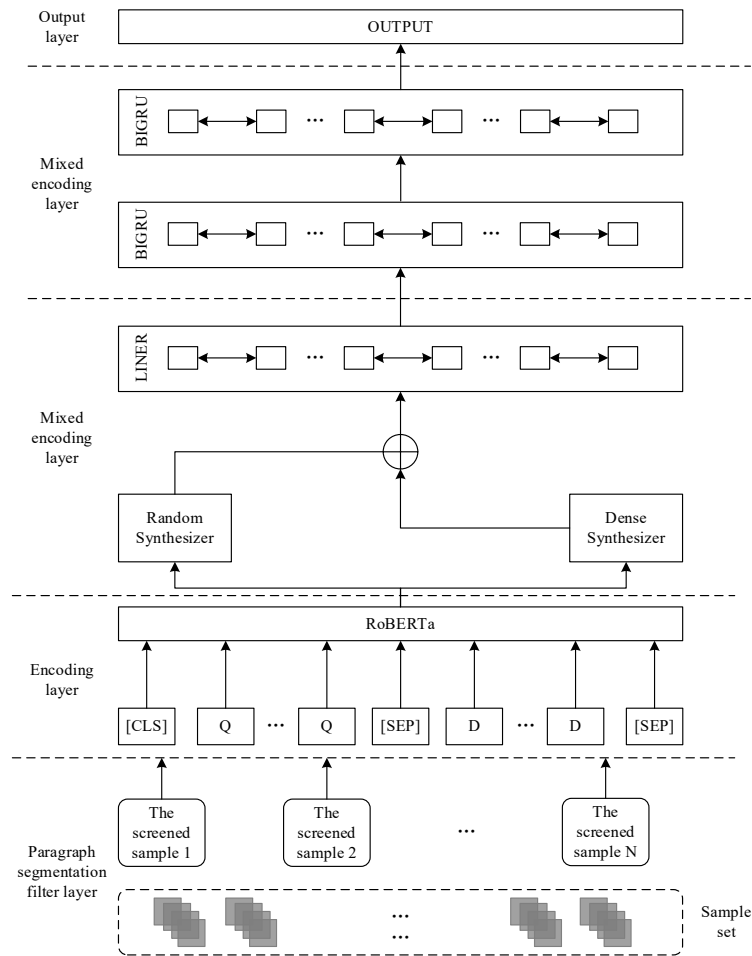 Output
layer
OUTPUT
BIGRU
...
...
Mixed
encoding
layer
BIGRU
...
...
LINER
...
...
Mixed
encoding
layer
Random
Synthesizer
Dense
Synthesizer
RoBERTa
Encoding
layer
[CLS]
Q
...
Q
[SEP]
D
...
D
[SEP]
Paragraph
segmentation
filter layer
The
screened
sample 1
The
screened
sample 2
...
The
screened
sample N
...
...
Sample
set